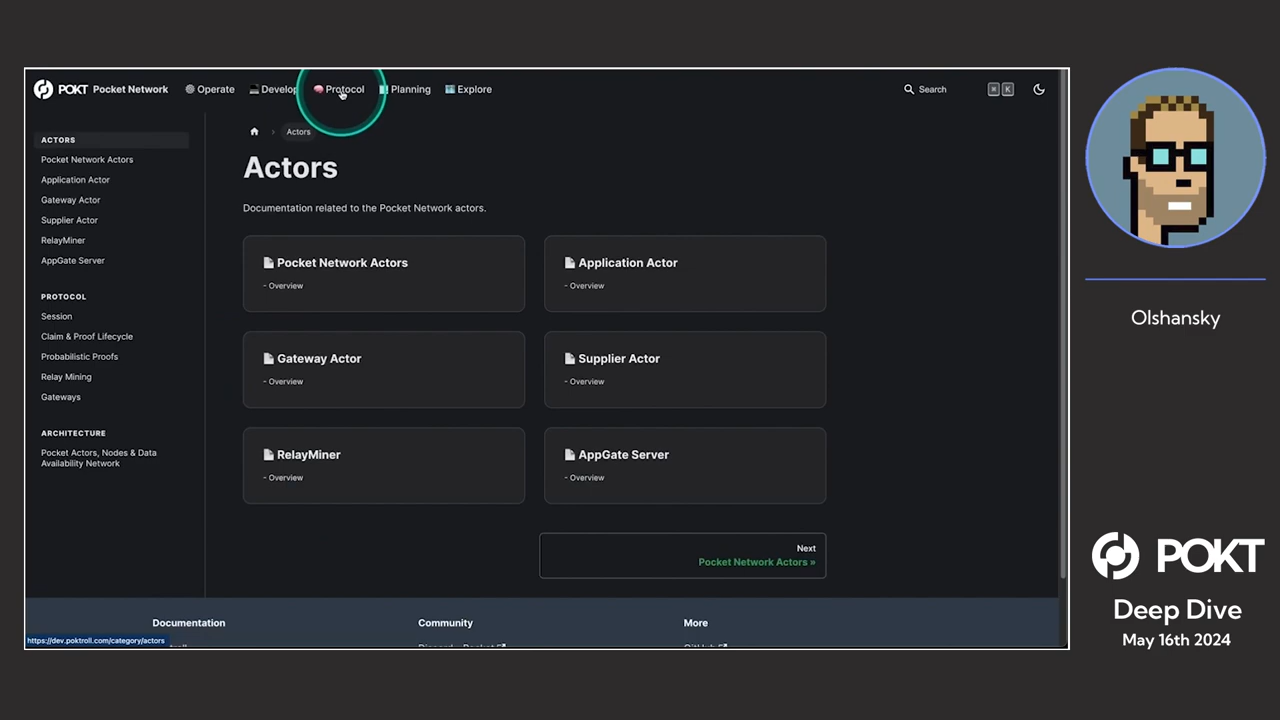 POKT Pocket Network Operate Develop Protocol Planning Explore Search ⌘ K
ACTORS
Pocket Network Actors
Application Actor
Gateway Actor
Supplier Actor
RelayMiner
AppGate Server
PROTOCOL
Session
Claim & Proof Lifecycle
Probabilistic Proofs
Relay Mining
Gateways
ARCHITECTURE
Pocket Actors, Nodes & Data
Availability Network
Actors
Actors
Documentation related to the Pocket Network actors.
Pocket Network Actors
- Overview
Application Actor
- Overview
Gateway Actor
- Overview
Supplier Actor
- Overview
RelayMiner
- Overview
AppGate Server
- Overview
Next
Pocket Network Actors »
Documentation
Community
More
https://dev.poktroll.com/category/actors
Olshansky
POKT
Deep Dive
May 16th 2024